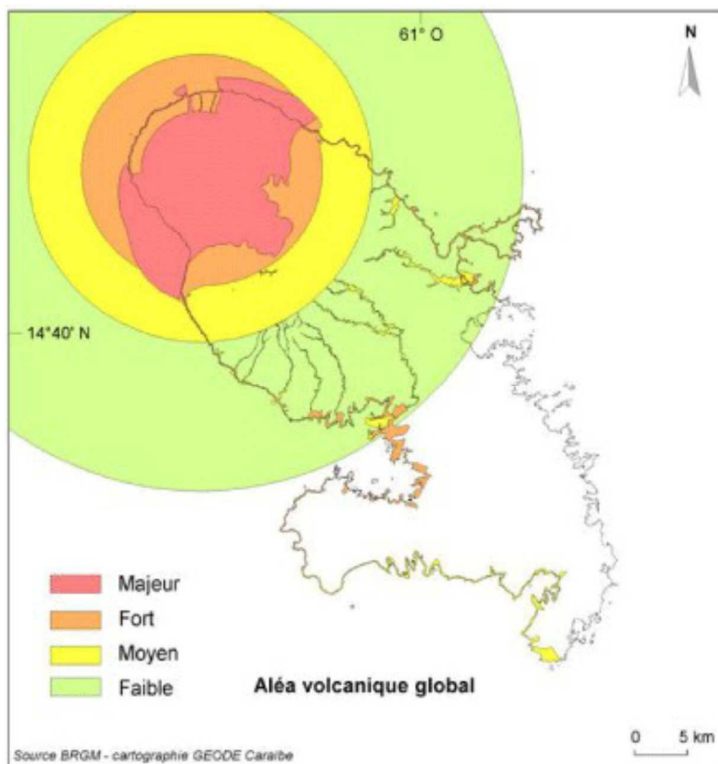 61° O
N
14°40' N
Majeur
Fort
Moyen
Faible
Aléa volcanique global
0 5 km
Source BRGM - cartographie GEODE Caraïbe